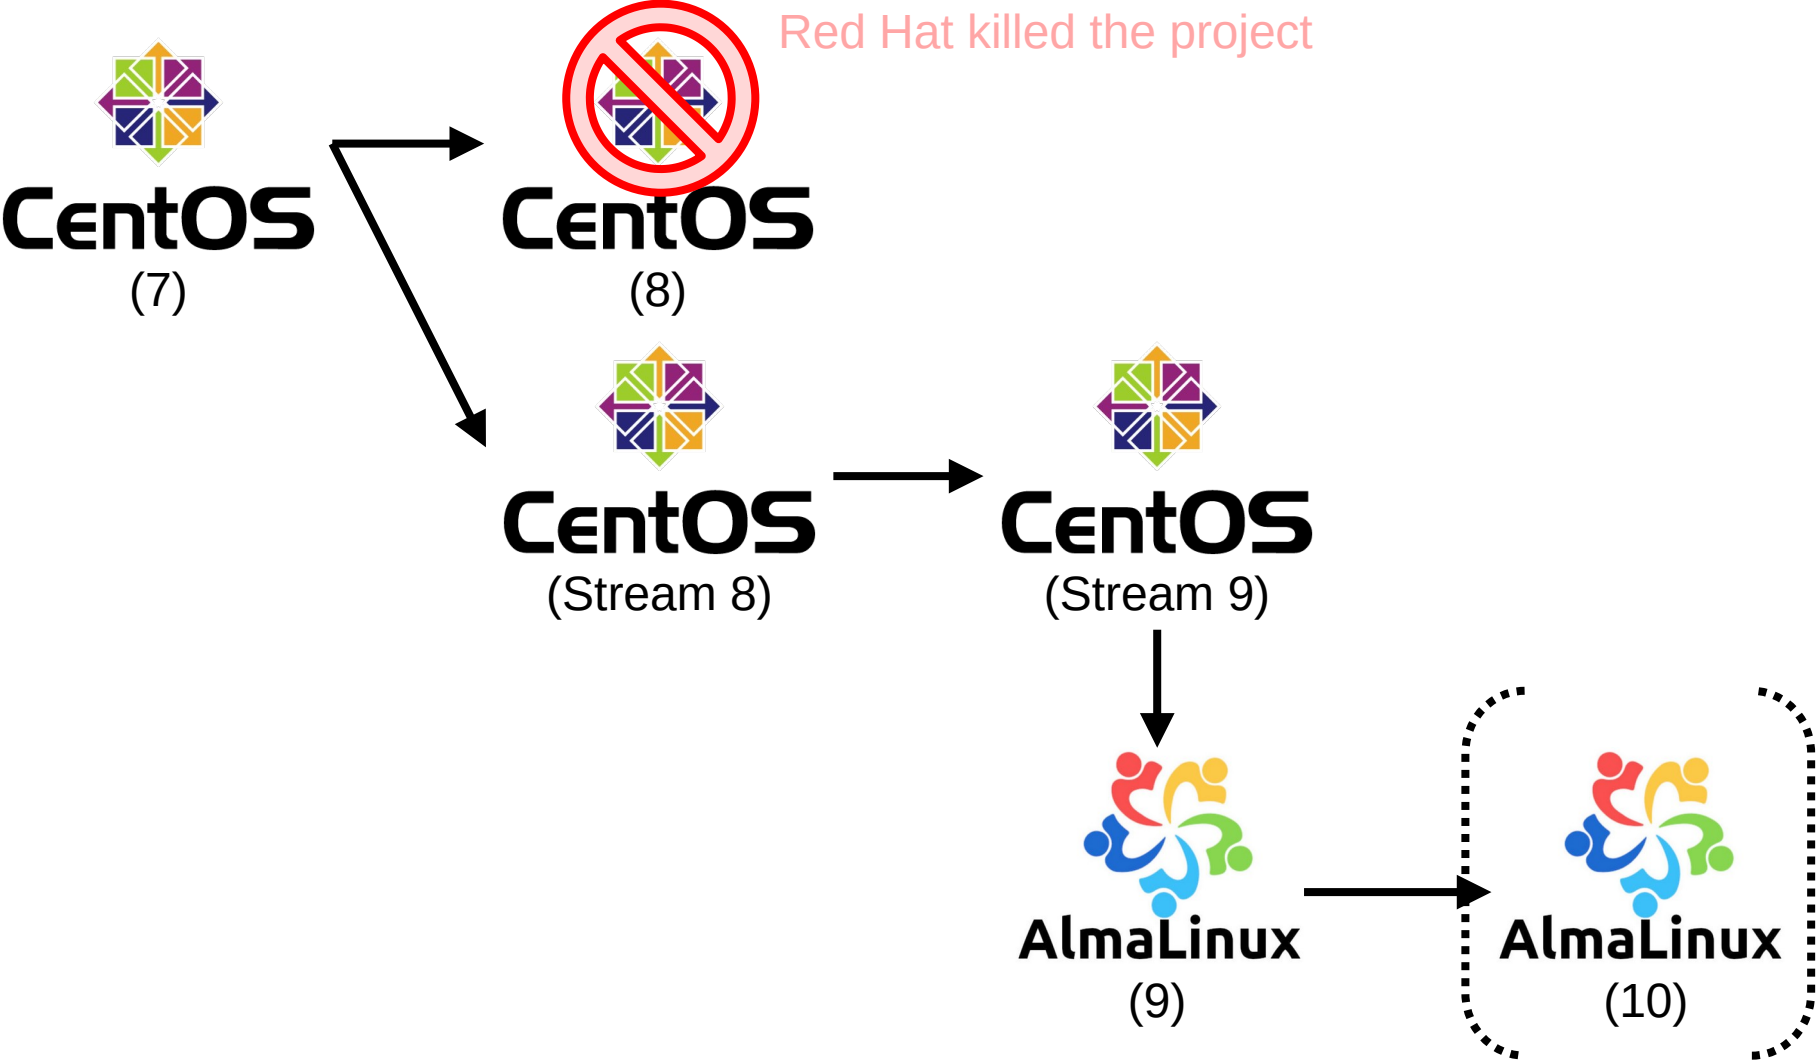 Red Hat killed the project
CentOS
(7)
CentOS
(8)
CentOS
(Stream 8)
CentOS
(Stream 9)
AlmaLinux
(9)
AlmaLinux
(10)